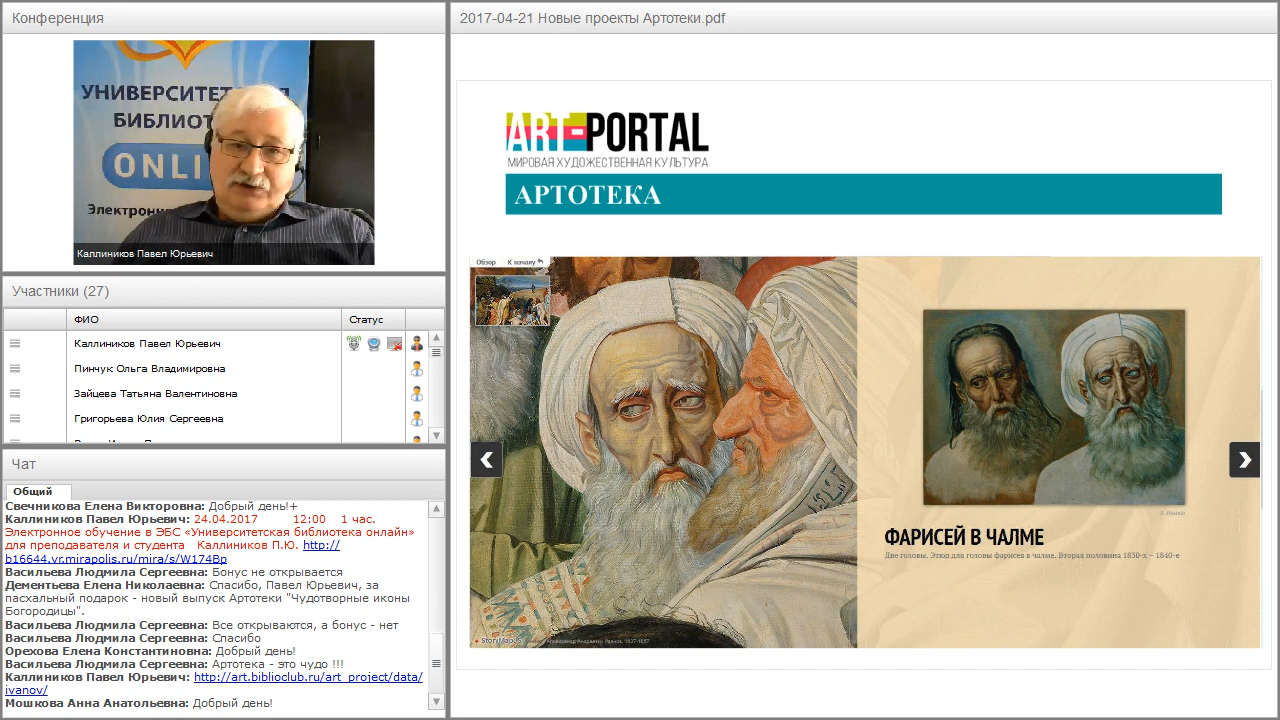 Конференция
УНИВЕРСИТЕТ
БИБЛИОТ
ONLI
Электронн
Каллиников Павел Юрьевич
Участники (27)
ФИО
Статус
Каллиников Павел Юрьевич
Пинчук Ольга Владимировна
Зайцева Татьяна Валентиновна
Григорьева Юлия Сергеевна
Чат
Общий
Свечникова Елена Викторовна: Добрый день!+
Каллиников Павел Юрьевич: 24.04.2017 12:00 1 час.
Электронное обучение в ЭБС «Университетская библиотека онлайн»
для преподавателя и студента Каллиников П.Ю. http://
b16644.vr.mirapolis.ru/mira/s/W174Bp
Васильева Людмила Сергеевна: Бонус не открывается
Дементьева Елена Николаевна: Спасибо, Павел Юрьевич, за
пасхальный подарок - новый выпуск Артотеки "Чудотворные иконы
Богородицы".
Васильева Людмила Сергеевна: Все открываются, а бонус - нет
Васильева Людмила Сергеевна: Спасибо
Орехова Елена Константиновна: Добрый день!
Васильева Людмила Сергеевна: Артотека - это чудо !!!
Каллиников Павел Юрьевич: http://art.biblioclub.ru/art_project/data/
ivanov/
Мошкова Анна Анатольевна: Добрый день!
2017-04-21 Новые проекты Артотеки.pdf
ART-PORTAL
МИРОВАЯ ХУДОЖЕСТВЕННАЯ КУЛЬТУРА
АРТОТЕКА
Обзор К началу
StoryMapJS
ФАРИСЕЙ В ЧАЛМЕ
Две головы. Этюд для головы фарисея в чалме. Вторая половина 1830-х – 1840-е